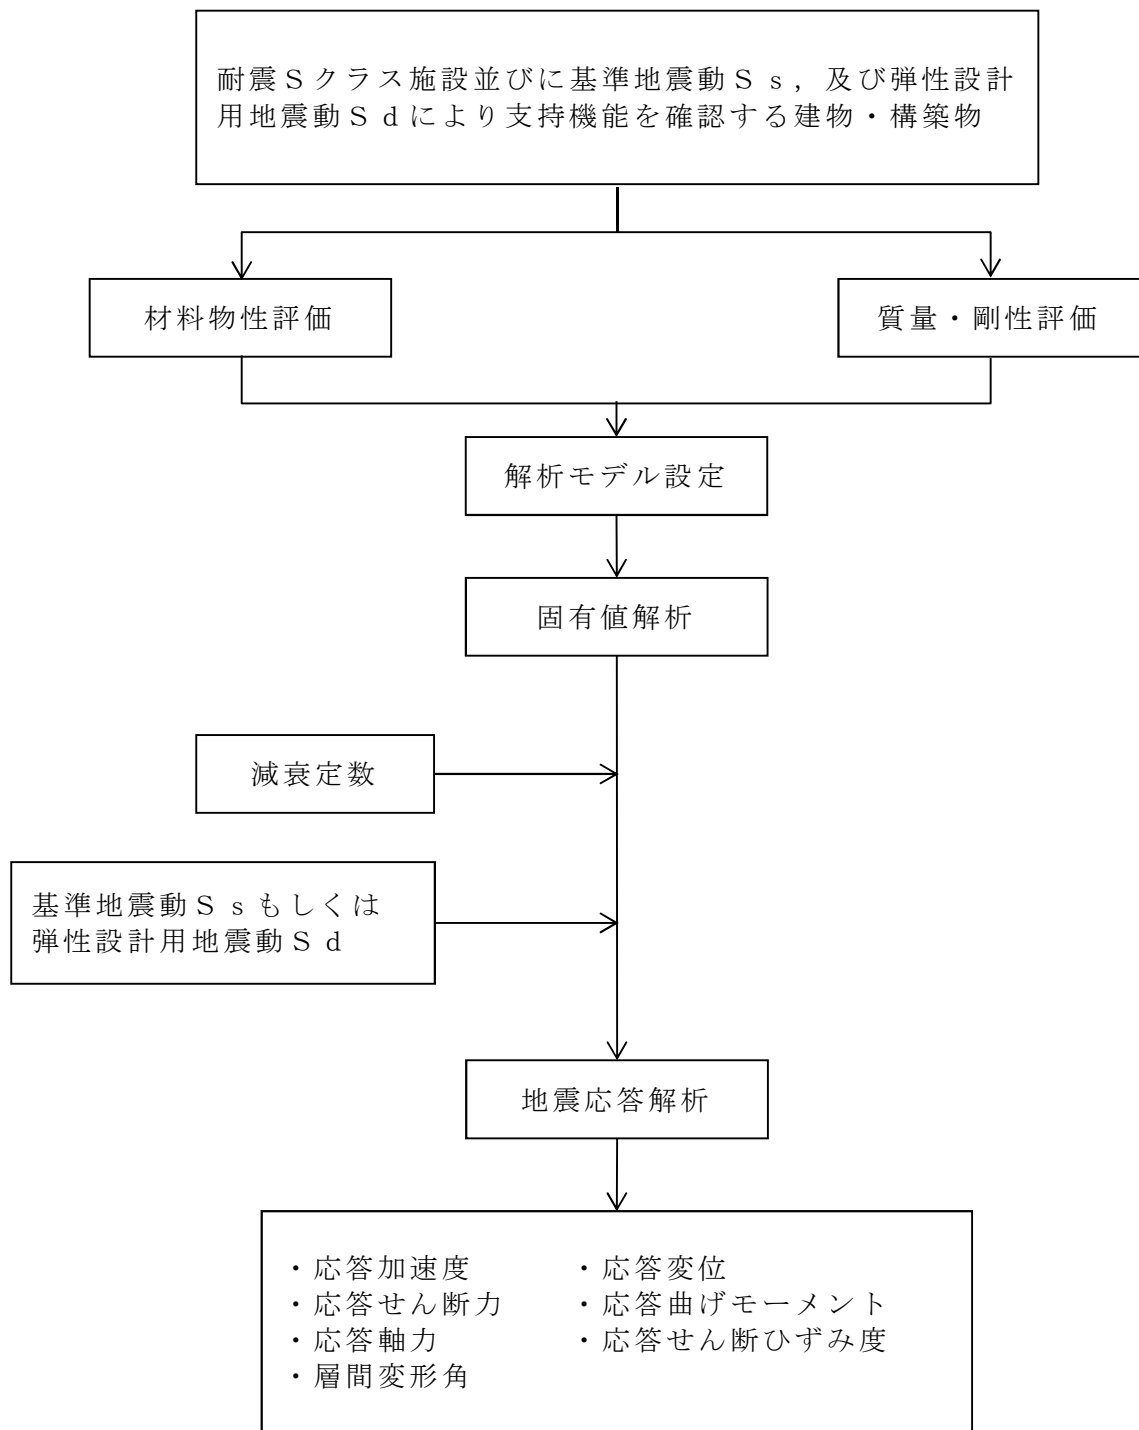 耐震Ｓクラス施設並びに基準地震動Ｓｓ，及び弾性設計
用地震動Ｓｄにより支持機能を確認する建物・構築物
材料物性評価
質量・剛性評価
解析モデル設定
固有値解析
減衰定数
基準地震動Ｓｓもしくは
弾性設計用地震動Ｓｄ
地震応答解析
・応答加速度　・応答変位
・応答せん断力　・応答曲げモーメント
・応答軸力　・応答せん断ひずみ度
・層間変形角